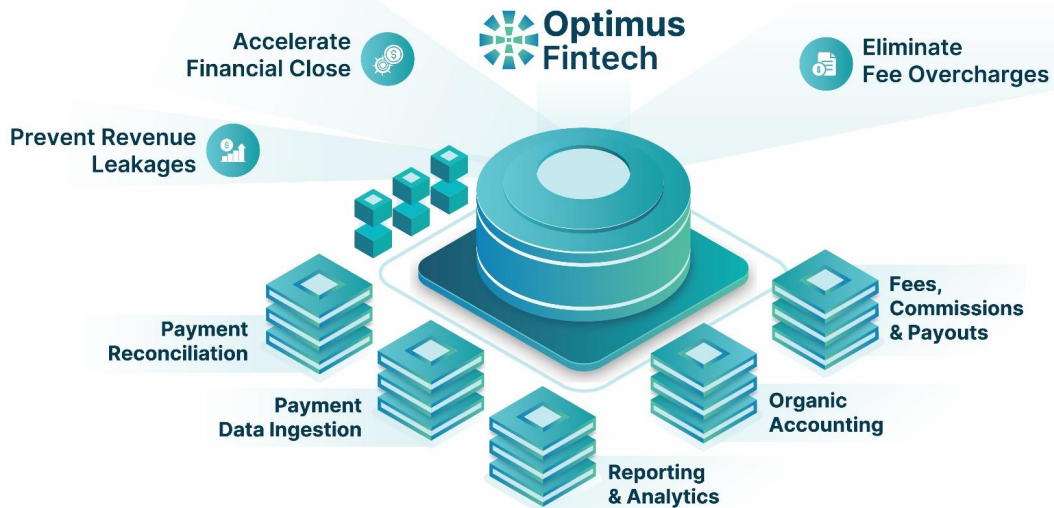 Optimus
Fintech
Accelerate
Financial Close
Eliminate
Fee Overcharges
Prevent Revenue
Leakages
Payment
Reconciliation
Payment
Data Ingestion
Reporting
& Analytics
Organic
Accounting
Fees,
Commissions
& Payouts